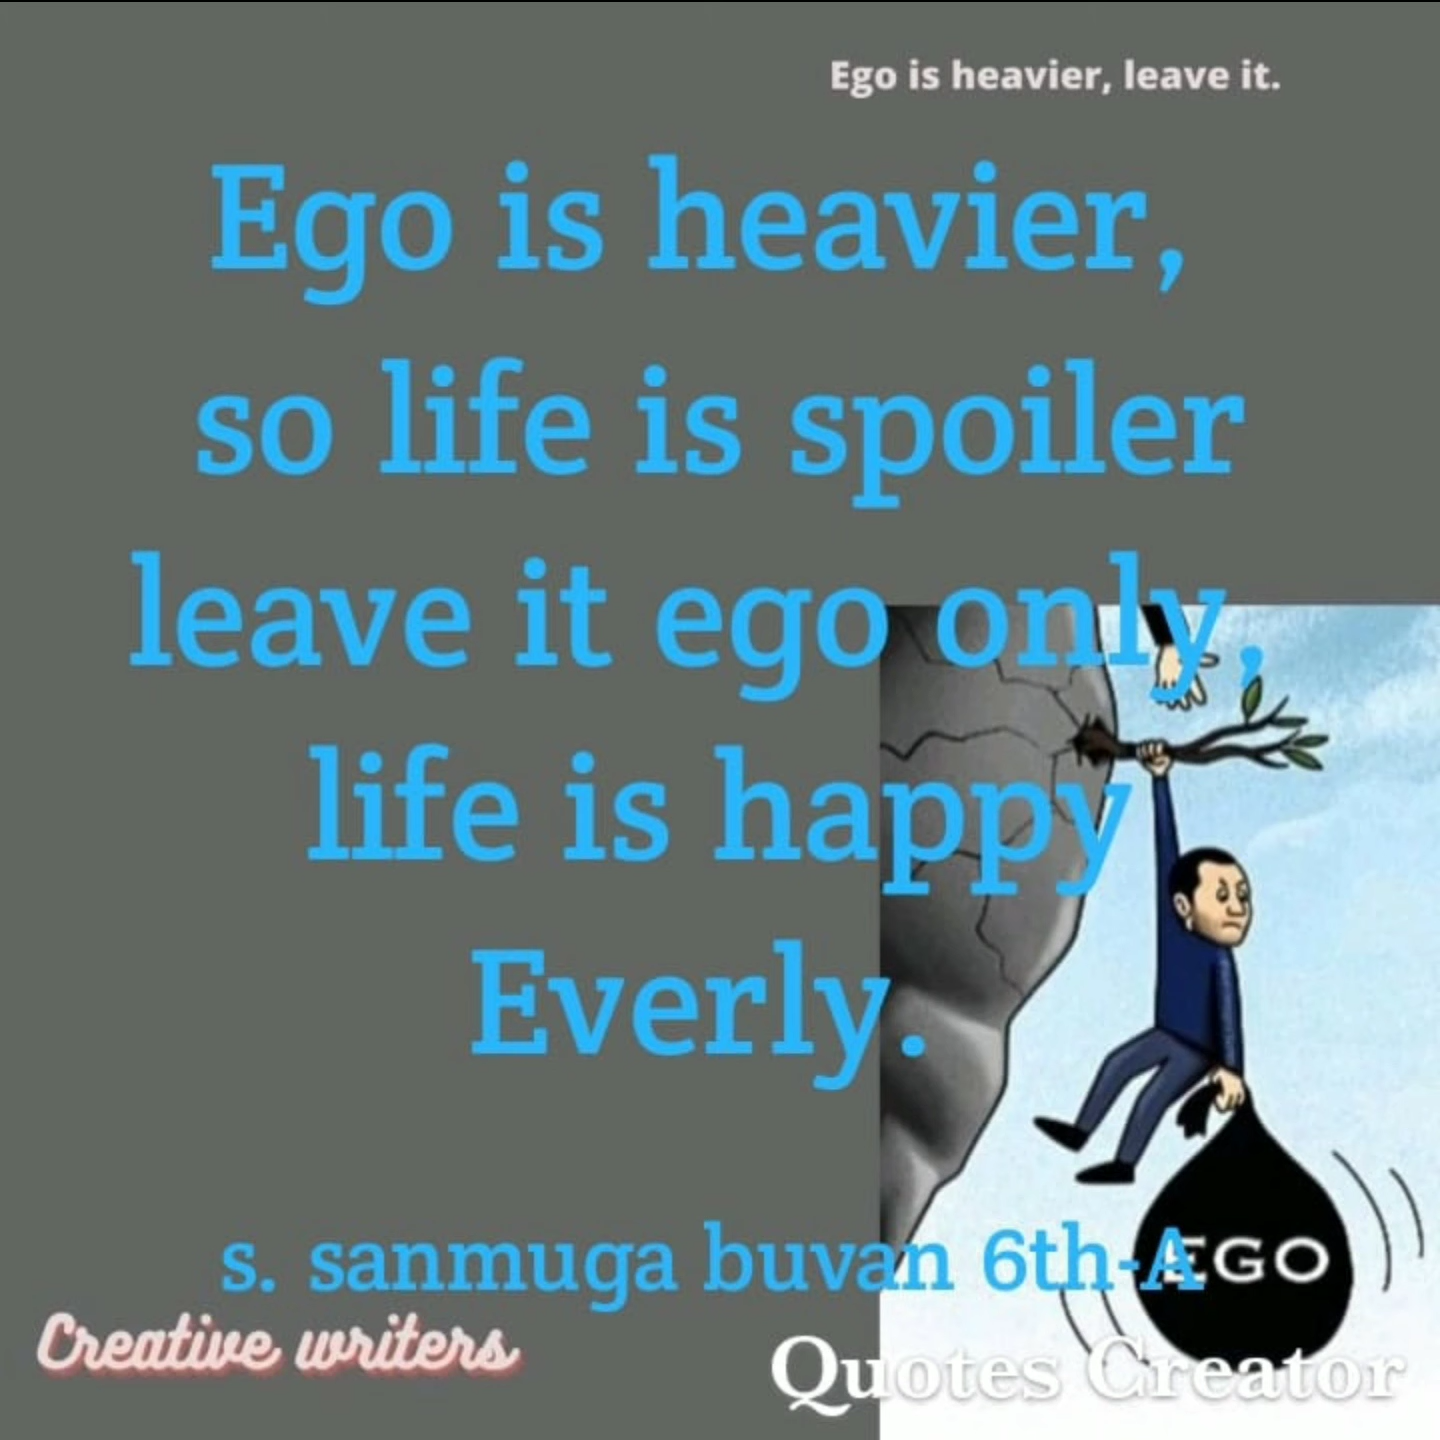 Ego is heavier, leave it.
Ego is heavier,
so life is spoiler
leave it ego only,
life is happy
Everly.
s. sanmuga buvan 6th-A
EGO
Creative writers
Quotes Creator